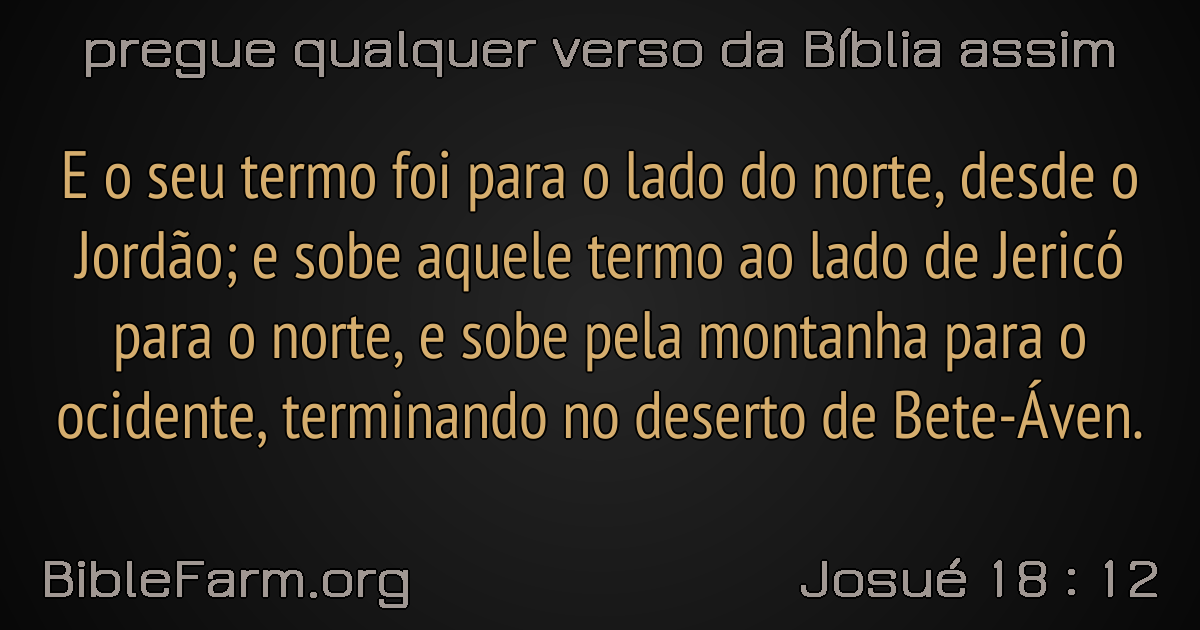 pregue qualquer verso da Bíblia assim
E o seu termo foi para o lado do norte, desde o
Jordão; e sobe aquele termo ao lado de Jericó
para o norte, e sobe pela montanha para o
ocidente, terminando no deserto de Bete-Áven.
BibleFarm.org
Josué 18 : 12